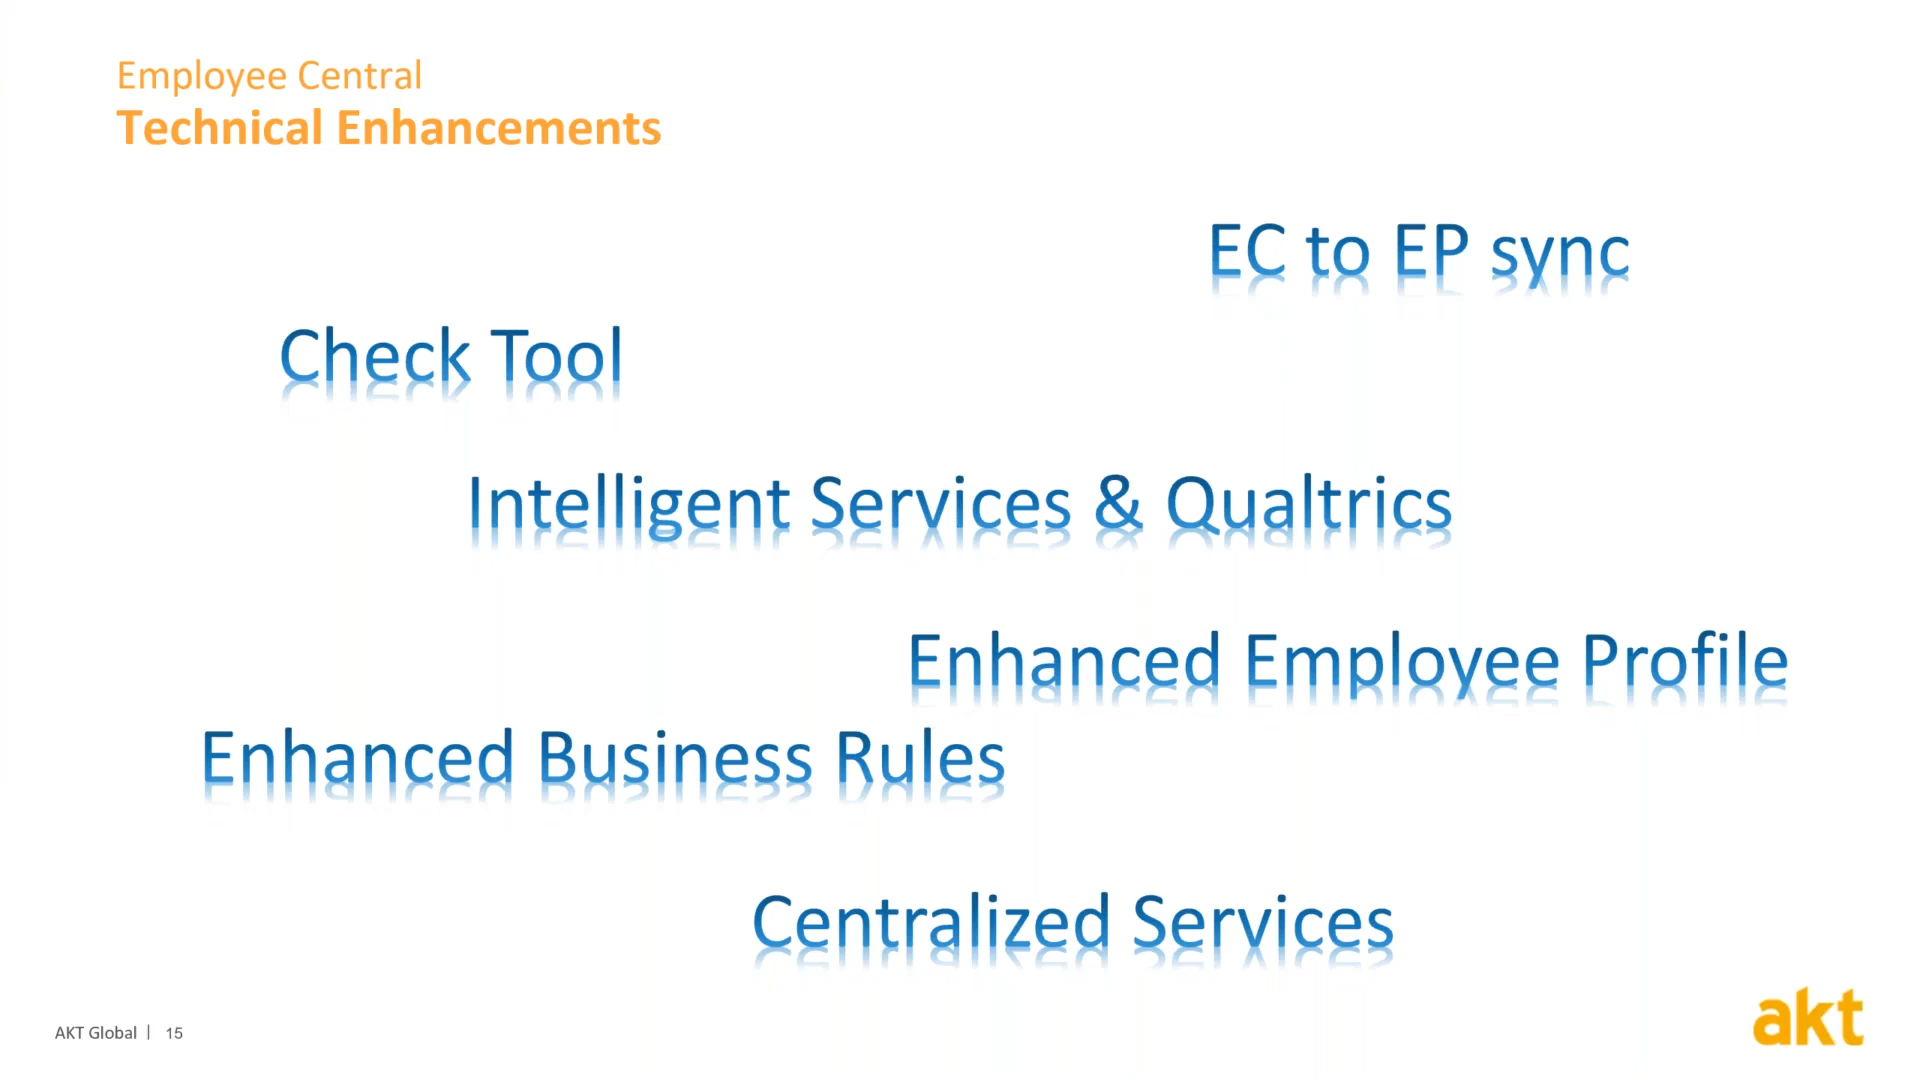 Employee Central
Technical Enhancements
EC to EP sync
Check Tool
Intelligent Services & Qualtrics
Enhanced Employee Profile
Enhanced Business Rules
Centralized Services
AKT Global | 15
akt